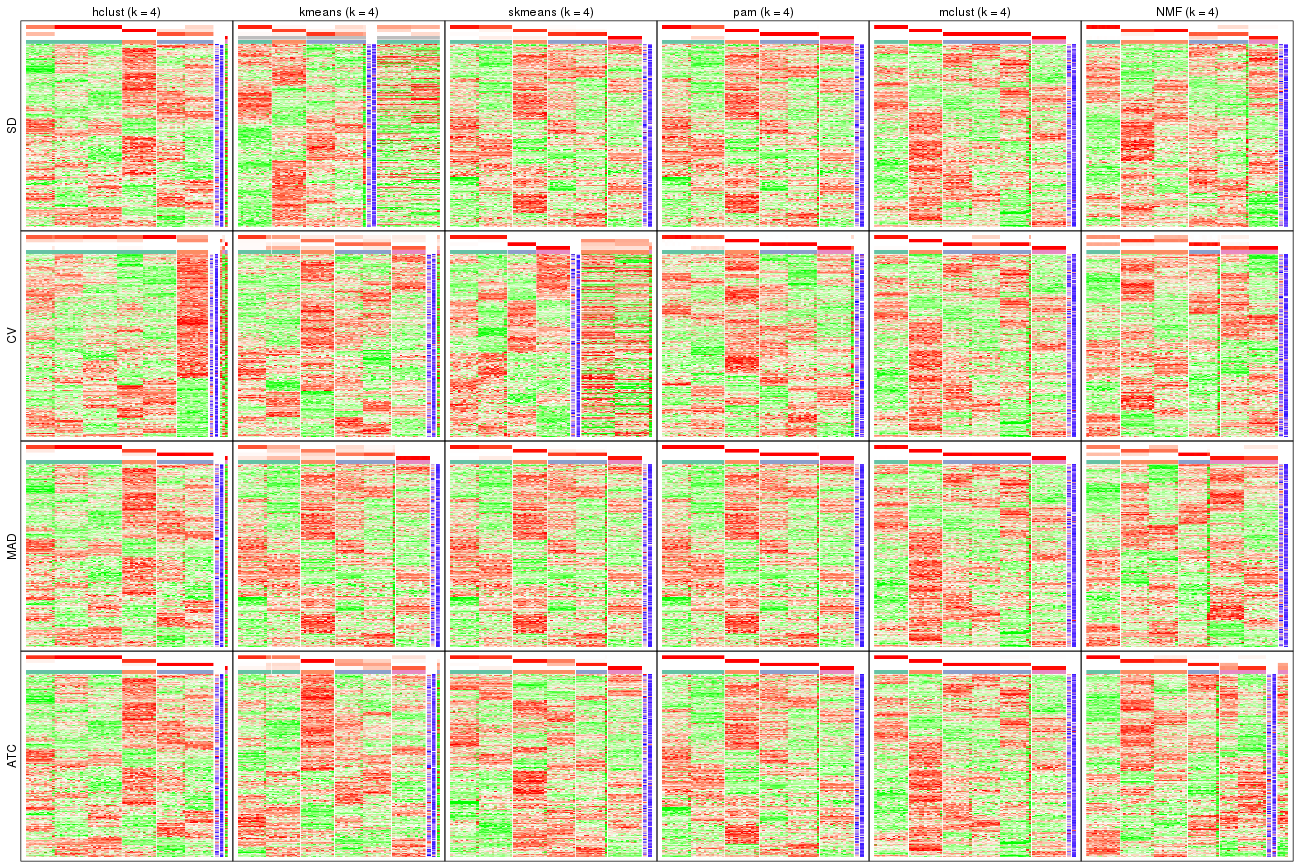 hclust (k = 4) kmeans (k = 4) skmeans (k = 4) pam (k = 4) mclust (k = 4) NMF (k = 4)
SD
CV
MAD
ATC